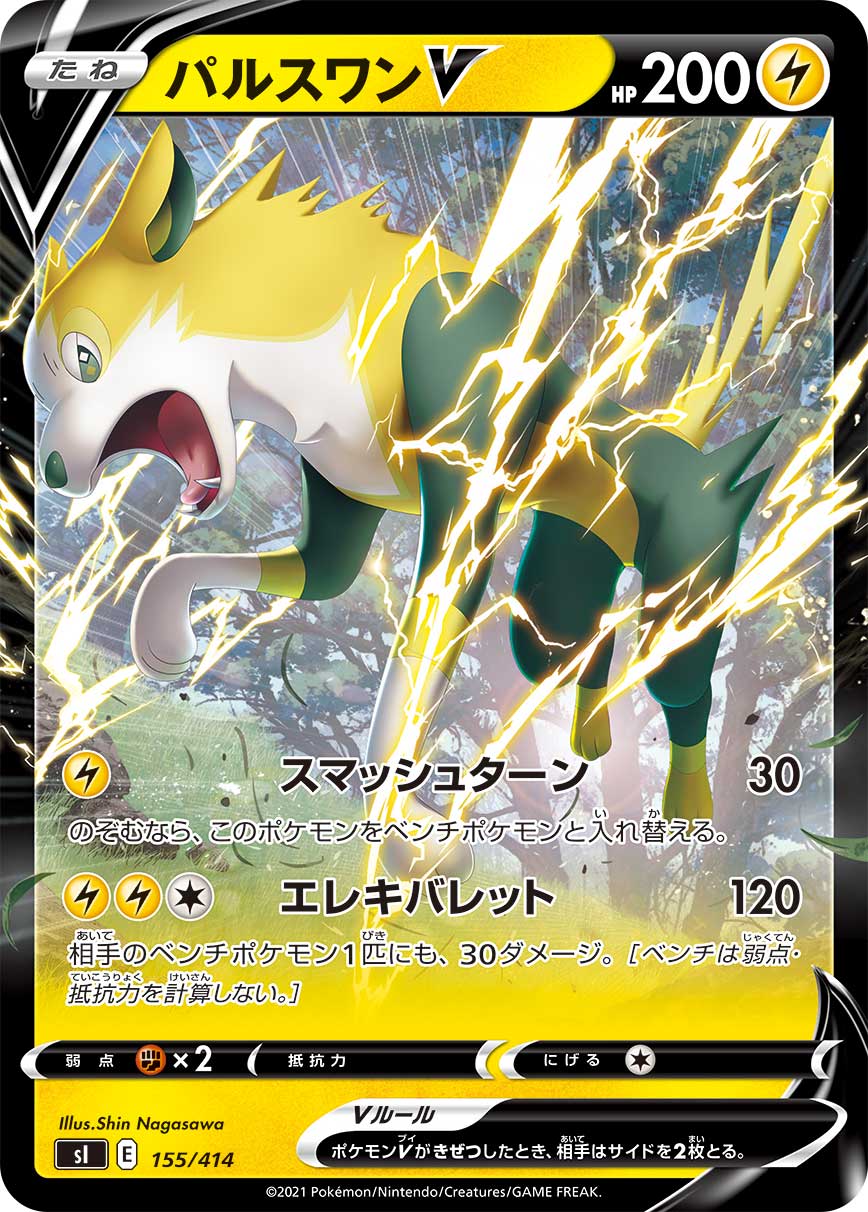 たね パルスワンV HP 200
スマッシュターン 30
のぞむなら、このポケモンをベンチポケモンと入れ替える。
エレキバレット 120
相手のベンチポケモン1匹にも、30ダメージ。［ベンチは弱点・
抵抗力を計算しない。］
弱点 ×2 抵抗力 にげる
Illus.Shin Nagasawa
Vルール
ポケモンVがきぜつしたとき、相手はサイドを2枚とる。
sI E 155/414
©2021 Pokémon/Nintendo/Creatures/GAME FREAK.